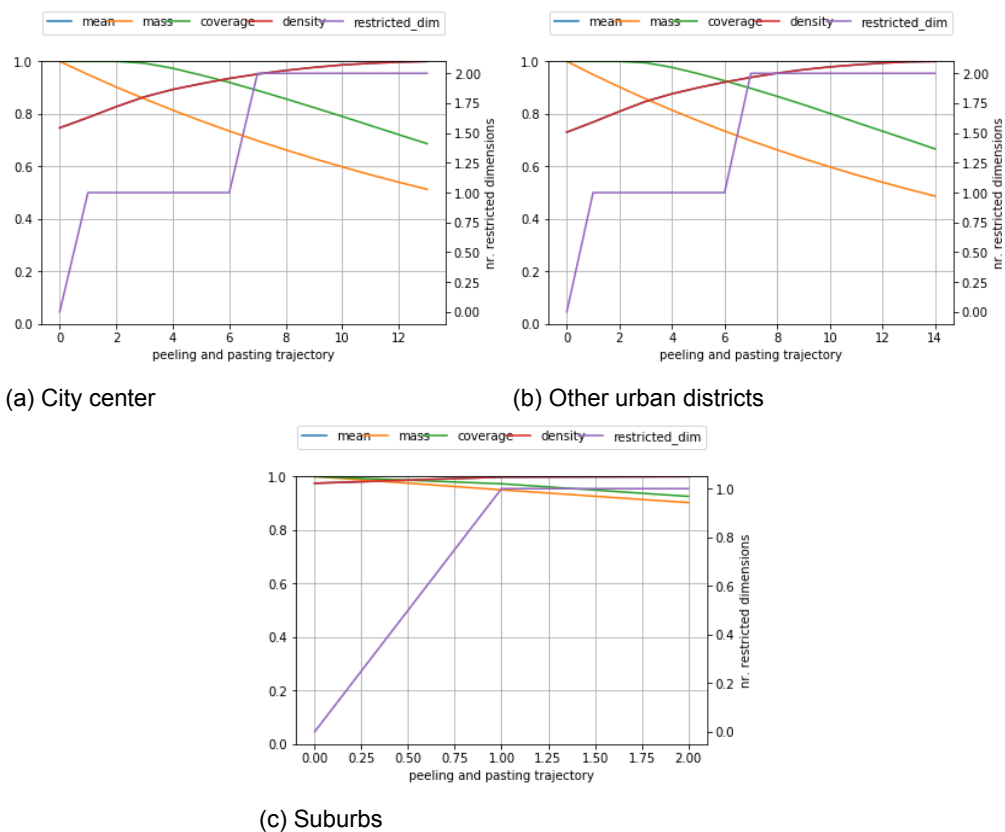 mean mass coverage density restricted_dim
1.0
0.8
0.6
0.4
0.2
0.0
2.00
1.75
1.50
1.25
1.00
0.75
0.50
0.25
0.00
nr. restricted dimensions
0 2 4 6 8 10 12
peeling and pasting trajectory
(a) City center
mean mass coverage density restricted_dim
1.0
0.8
0.6
0.4
0.2
0.0
2.00
1.75
1.50
1.25
1.00
0.75
0.50
0.25
0.00
nr. restricted dimensions
0 2 4 6 8 10 12 14
peeling and pasting trajectory
(b) Other urban districts
mean mass coverage density restricted_dim
1.0
0.8
0.6
0.4
0.2
0.0
1.0
0.8
0.6
0.4
0.2
0.0
nr. restricted dimensions
0.00 0.25 0.50 0.75 1.00 1.25 1.50 1.75 2.00
peeling and pasting trajectory
(c) Suburbs